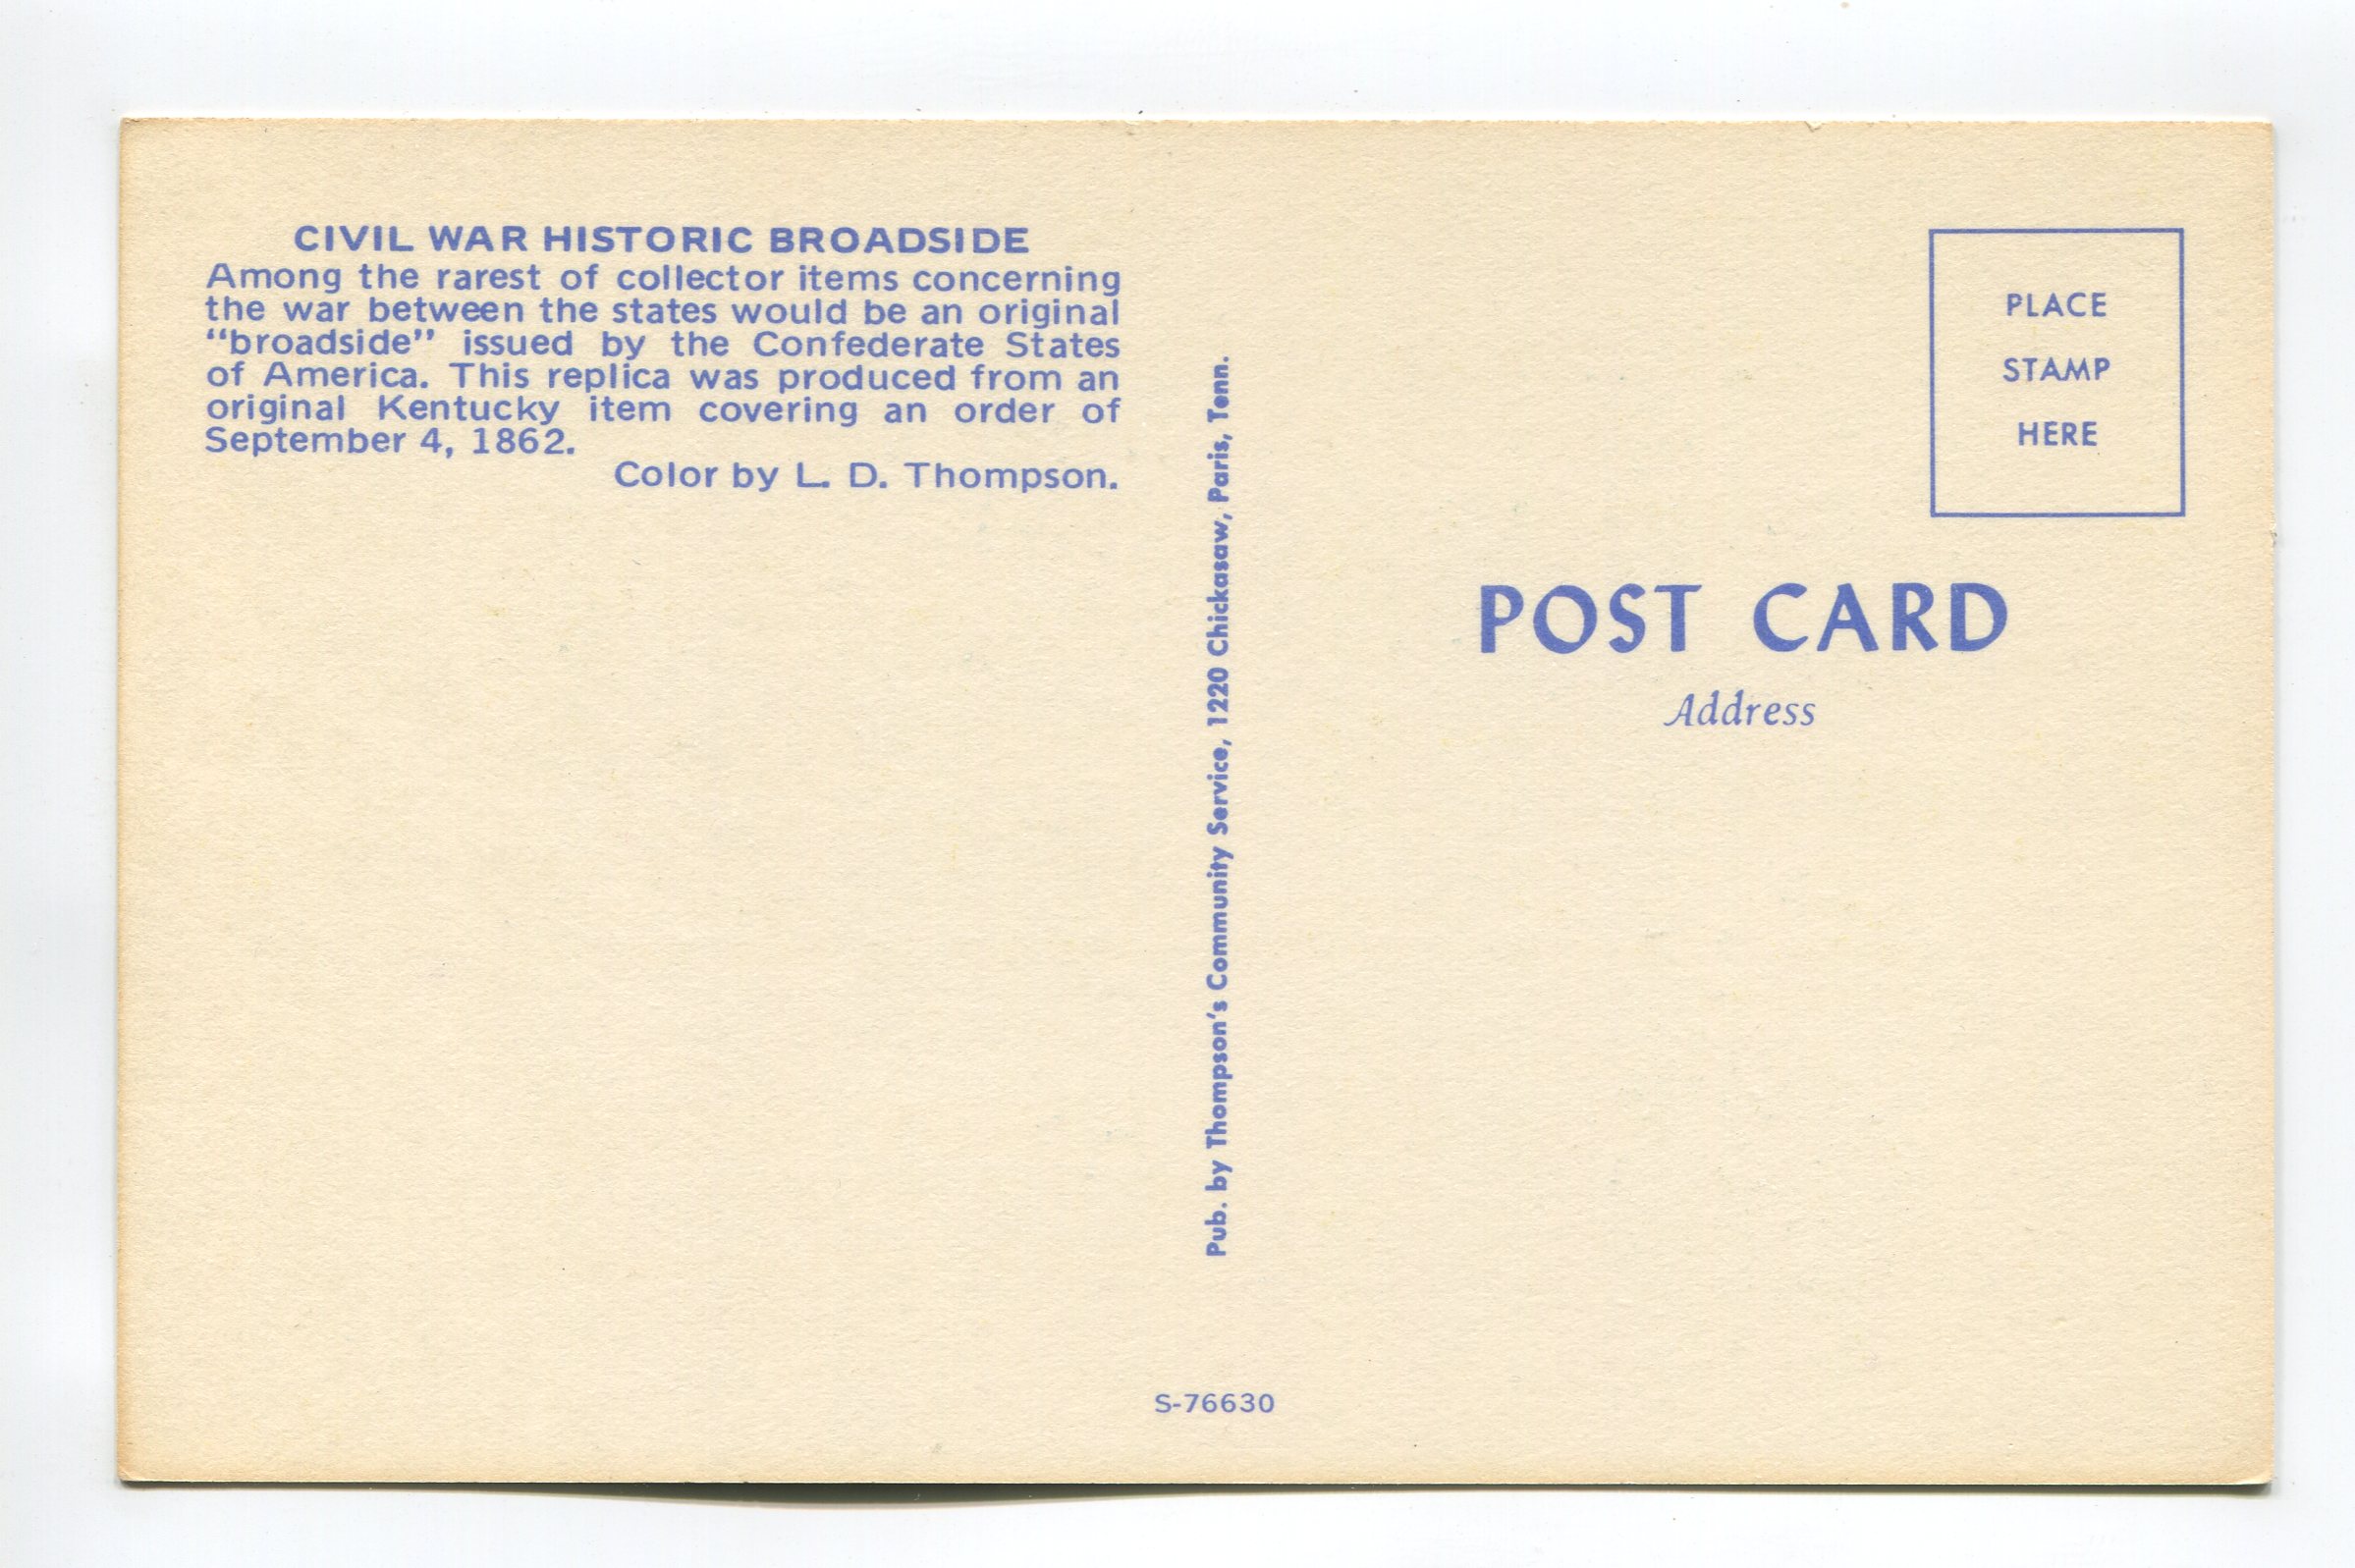 CIVIL WAR HISTORIC BROADSIDE
Among the rarest of collector items concerning
the war between the states would be an original
“broadside” issued by the Confederate States
of America. This replica was produced from an
original Kentucky item covering an order of
September 4, 1862.
Color by L. D. Thompson.
Pub. by Thompson's Community Service, 1220 Chickasaw, Paris, Tenn.
PLACE
STAMP
HERE
POST CARD
Address
S-76630